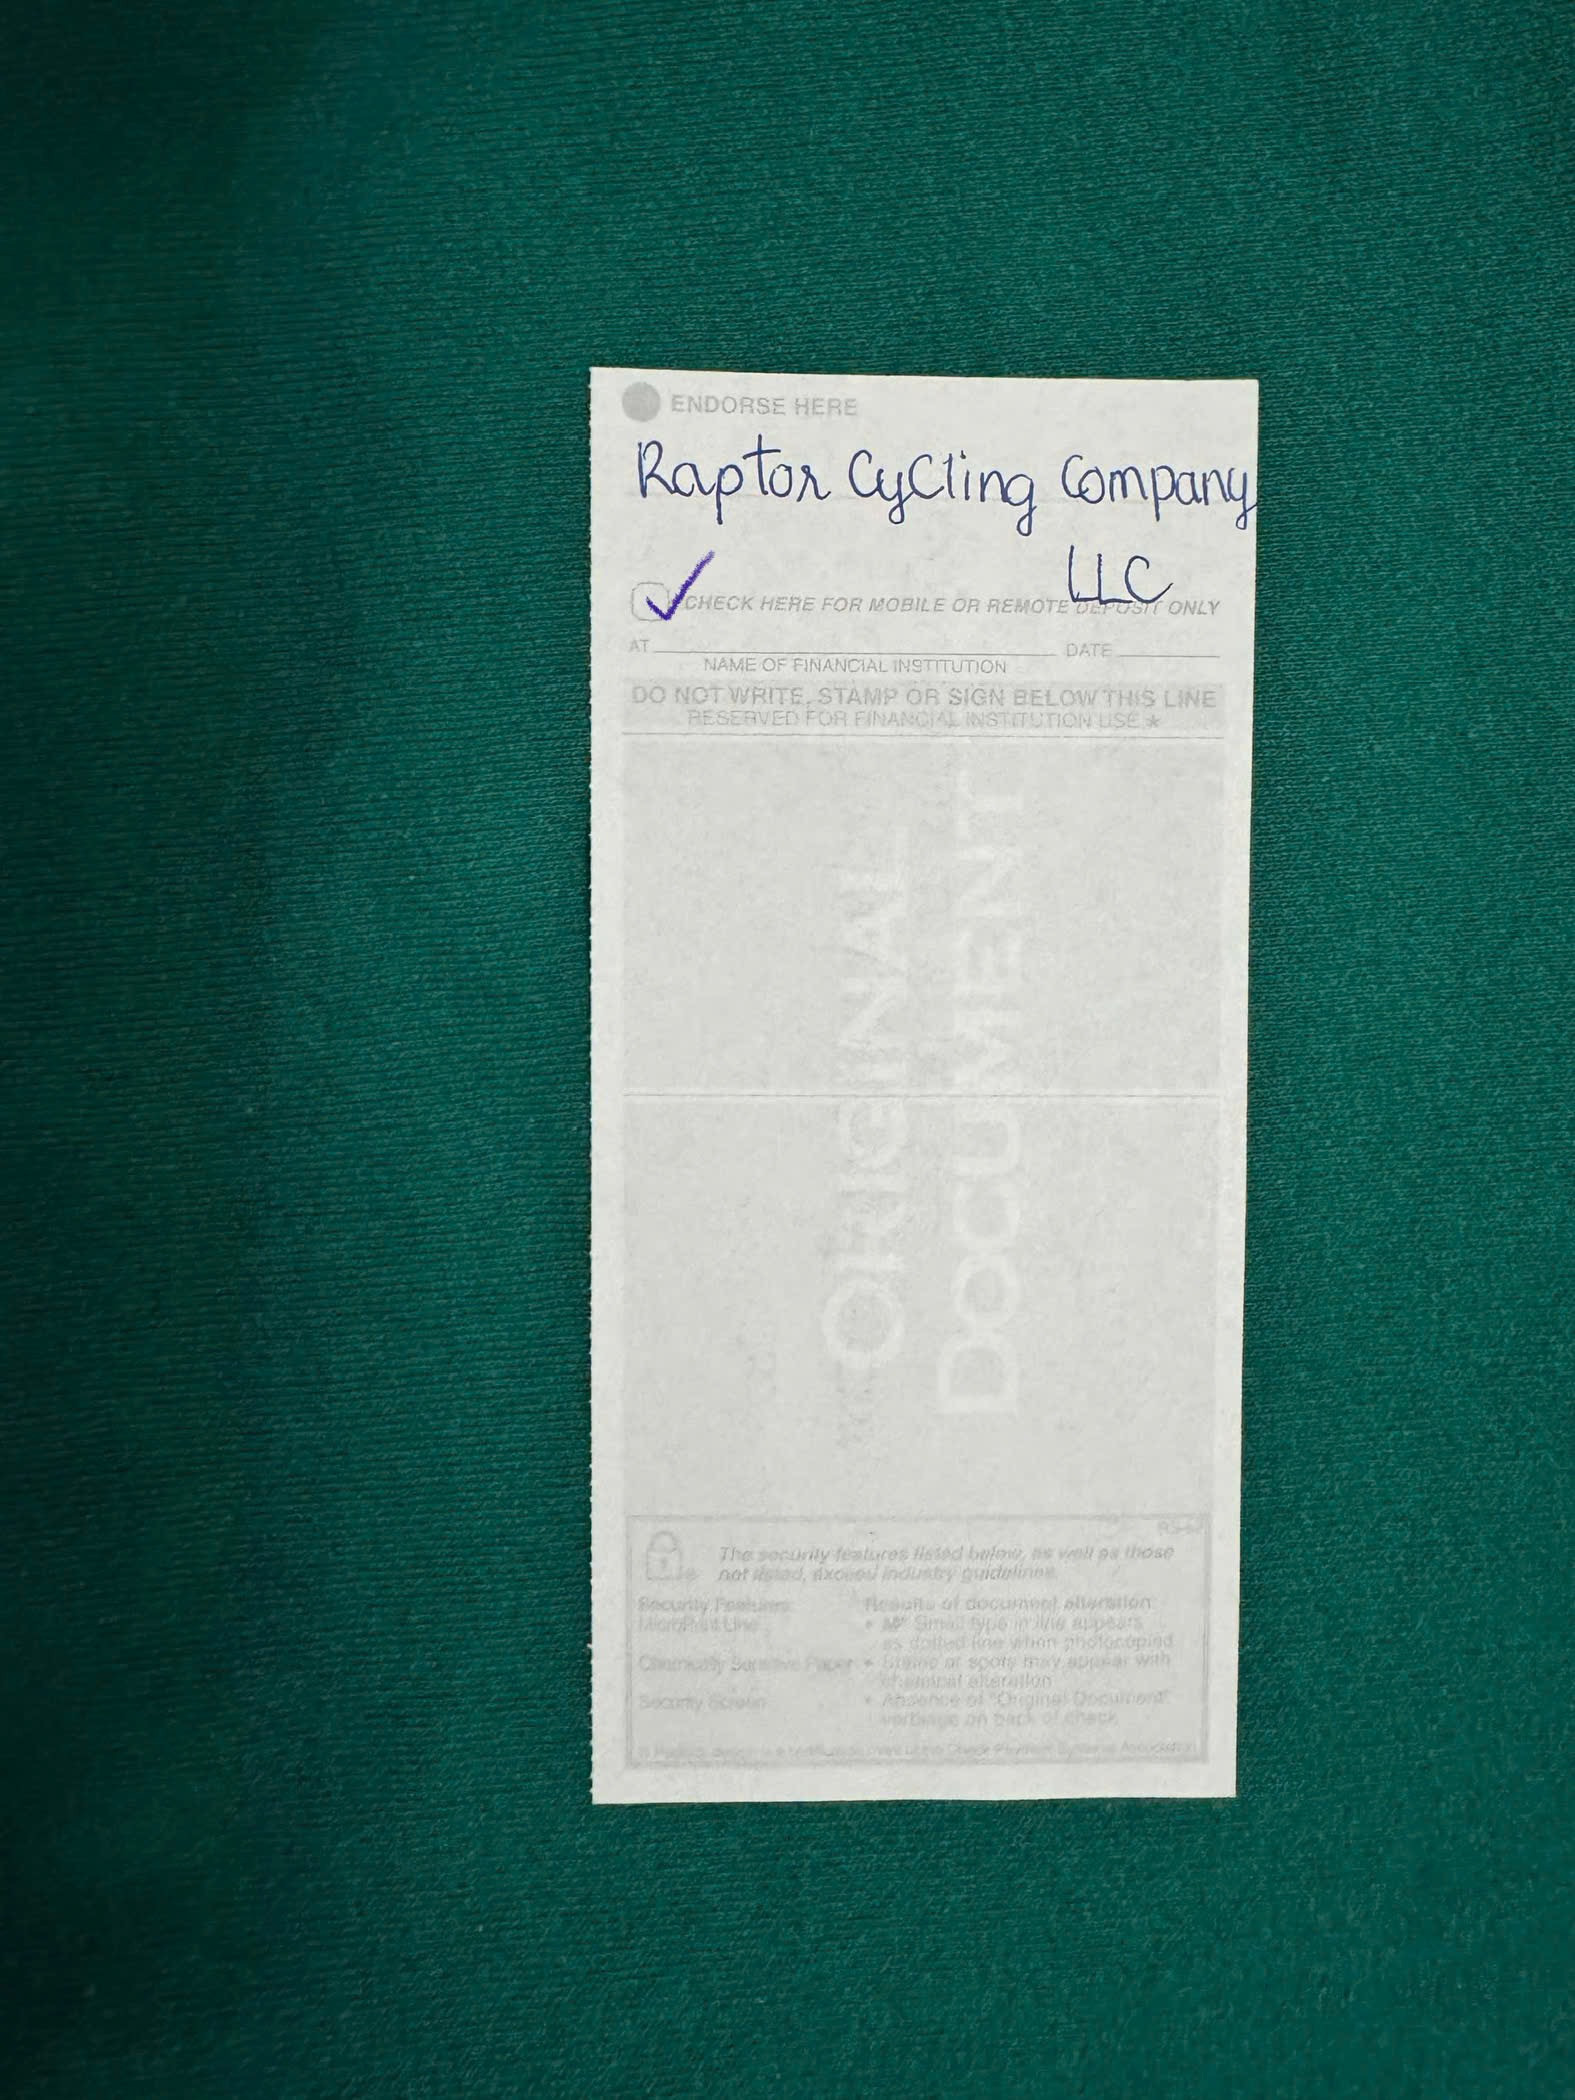 ENDORSE HERE
Raptor Cycling Company
LLC
CHECK HERE FOR MOBILE OR REMOTE DEPOSIT ONLY
AT DATE
NAME OF FINANCIAL INSTITUTION
DO NOT WRITE, STAMP OR SIGN BELOW THIS LINE
RESERVED FOR FINANCIAL INSTITUTION USE *
ORIGINAL
DOCUMENT
The security features listed below, as well as those
not listed, exceed industry guidelines.
Security Features: Results of document alteration:
MicroPrint Line • MP Small type in line appears
as dotted line when photocopied
Chemically Sensitive Paper • Stains or spots may appear with
chemical alteration
Security Screen • Absence of "Original Document"
verbiage on back of check